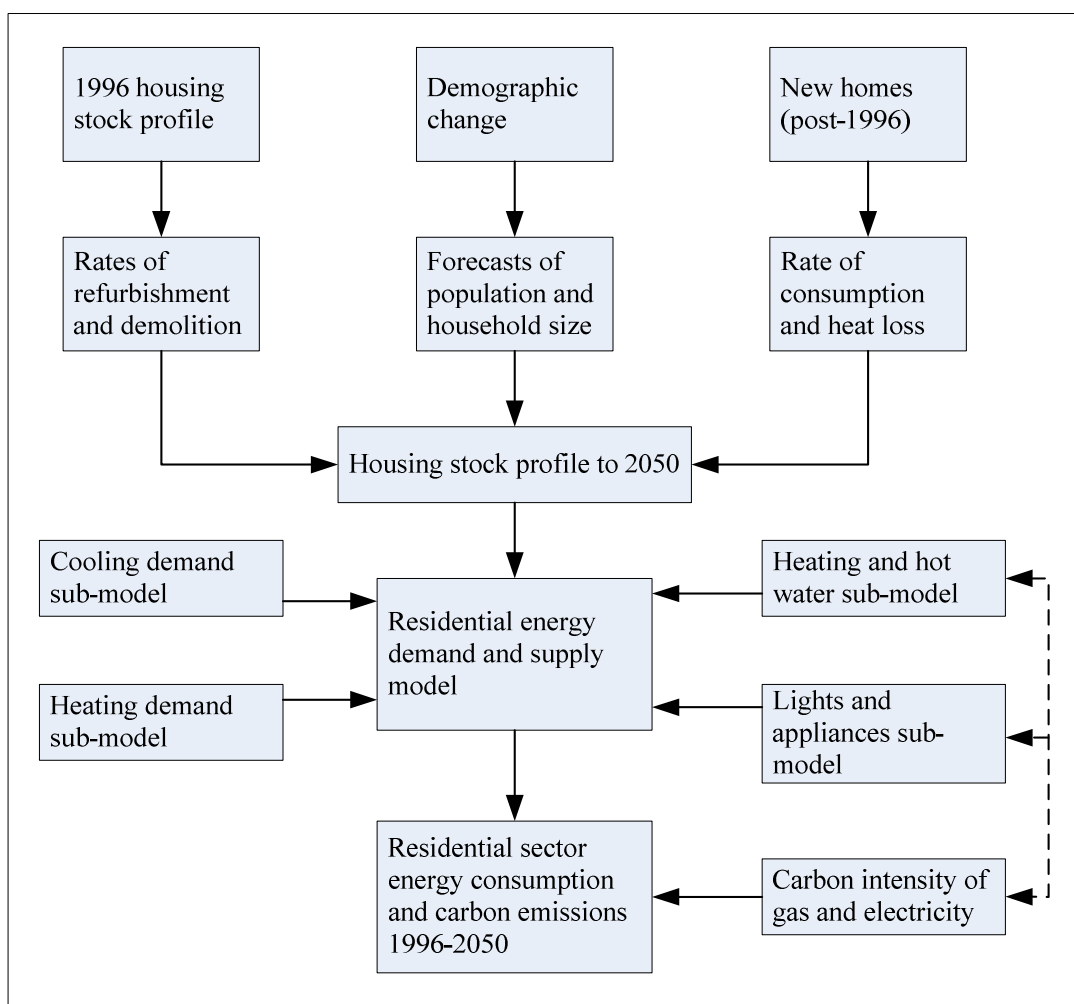 1996 housing
stock profile
Demographic
change
New homes
(post-1996)
Rates of
refurbishment
and demolition
Forecasts of
population and
household size
Rate of
consumption
and heat loss
Housing stock profile to 2050
Cooling demand
sub-model
Heating and hot
water sub-model
Residential energy
demand and supply
model
Heating demand
sub-model
Lights and
appliances sub-
model
Residential sector
energy consumption
and carbon emissions
1996-2050
Carbon intensity of
gas and electricity